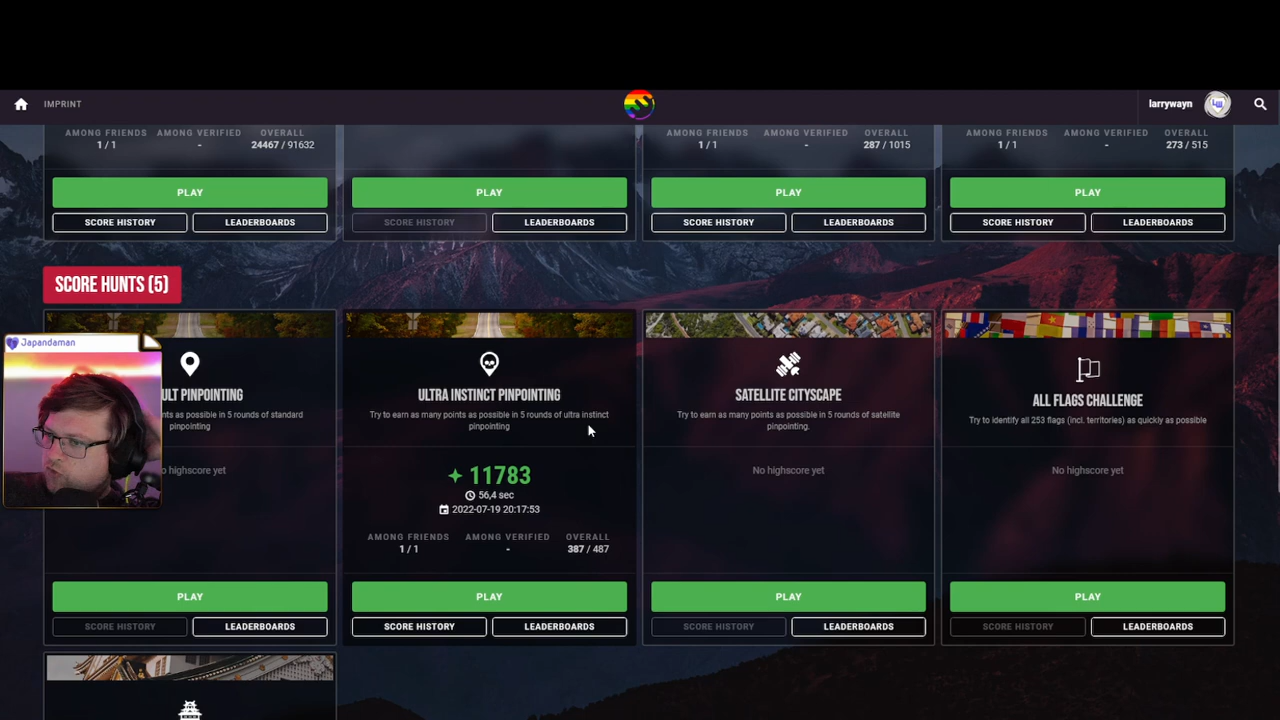 IMPRINT
larrywayn
AMONG FRIENDS AMONG VERIFIED OVERALL
1 / 1 - 24467 / 91632
PLAY
SCORE HISTORY LEADERBOARDS
PLAY
SCORE HISTORY LEADERBOARDS
AMONG FRIENDS AMONG VERIFIED OVERALL
1 / 1 - 287 / 1015
PLAY
SCORE HISTORY LEADERBOARDS
AMONG FRIENDS AMONG VERIFIED OVERALL
1 / 1 - 273 / 515
PLAY
SCORE HISTORY LEADERBOARDS
SCORE HUNTS (5)
Japandaman
ULT PINPOINTING
nts as possible in 5 rounds of standard
pinpointing
o highscore yet
PLAY
SCORE HISTORY LEADERBOARDS
ULTRA INSTINCT PINPOINTING
Try to earn as many points as possible in 5 rounds of ultra instinct
pinpointing
11783
56,4 sec
2022-07-19 20:17:53
AMONG FRIENDS AMONG VERIFIED OVERALL
1 / 1 - 387 / 487
PLAY
SCORE HISTORY LEADERBOARDS
SATELLITE CITYSCAPE
Try to earn as many points as possible in 5 rounds of satellite
pinpointing.
No highscore yet
PLAY
SCORE HISTORY LEADERBOARDS
ALL FLAGS CHALLENGE
Try to identify all 253 flags (incl. territories) as quickly as possible
No highscore yet
PLAY
SCORE HISTORY LEADERBOARDS